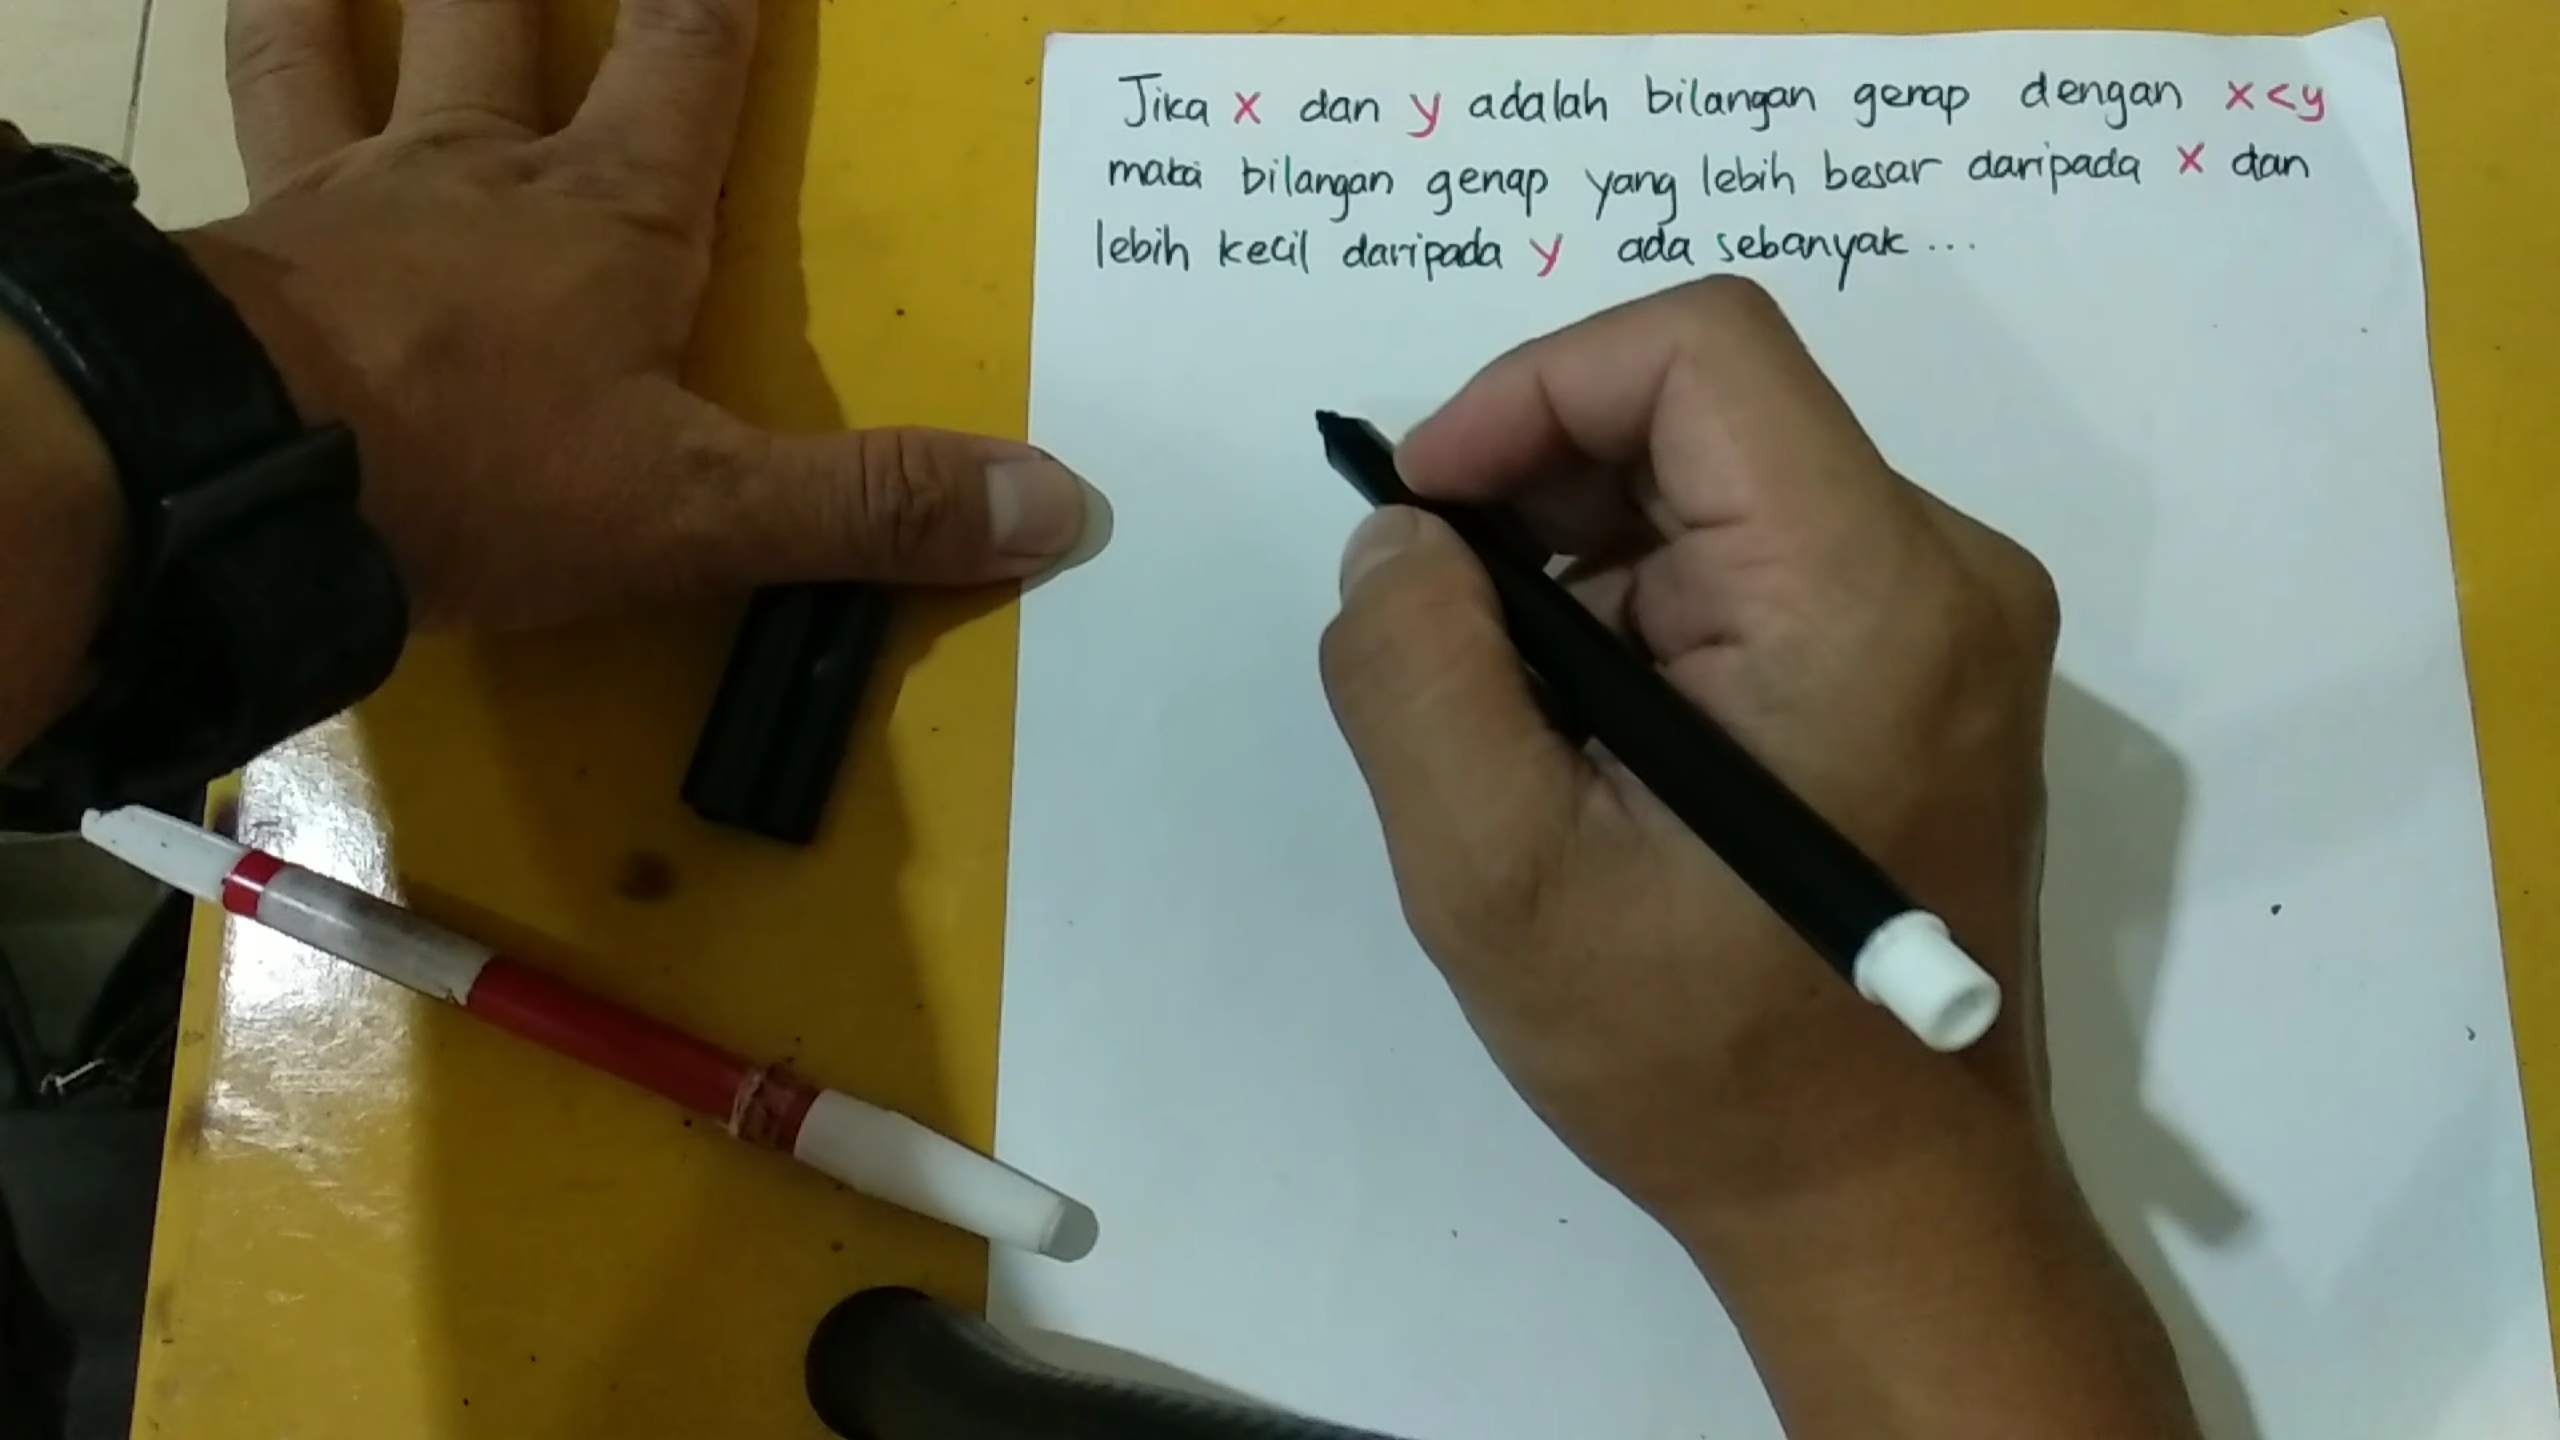 Jika x dan y adalah bilangan genap dengan x<y
maka bilangan genap yang lebih besar daripada x dan
lebih kecil daripada y ada sebanyak...